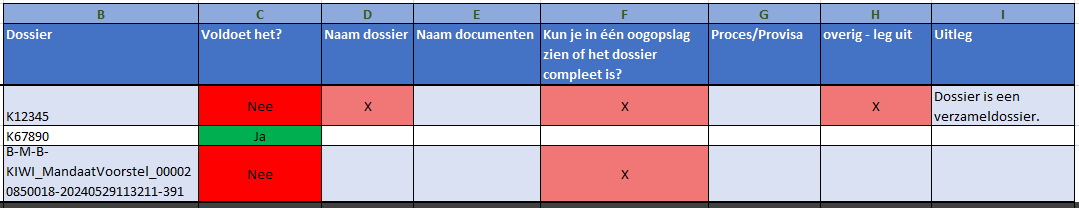 B C D E F G H I
Dossier Voldoet het? Naam dossier Naam documenten Kun je in één oogopslag Proces/Provisa overig - leg uit Uitleg
zien of het dossier
compleet is?
K12345 Nee X X X Dossier is een
verzameldossier.
K67890 Ja
B-M-B-
KIWI_MandaatVoorstel_00002
0850018-20240529113211-391
Nee X